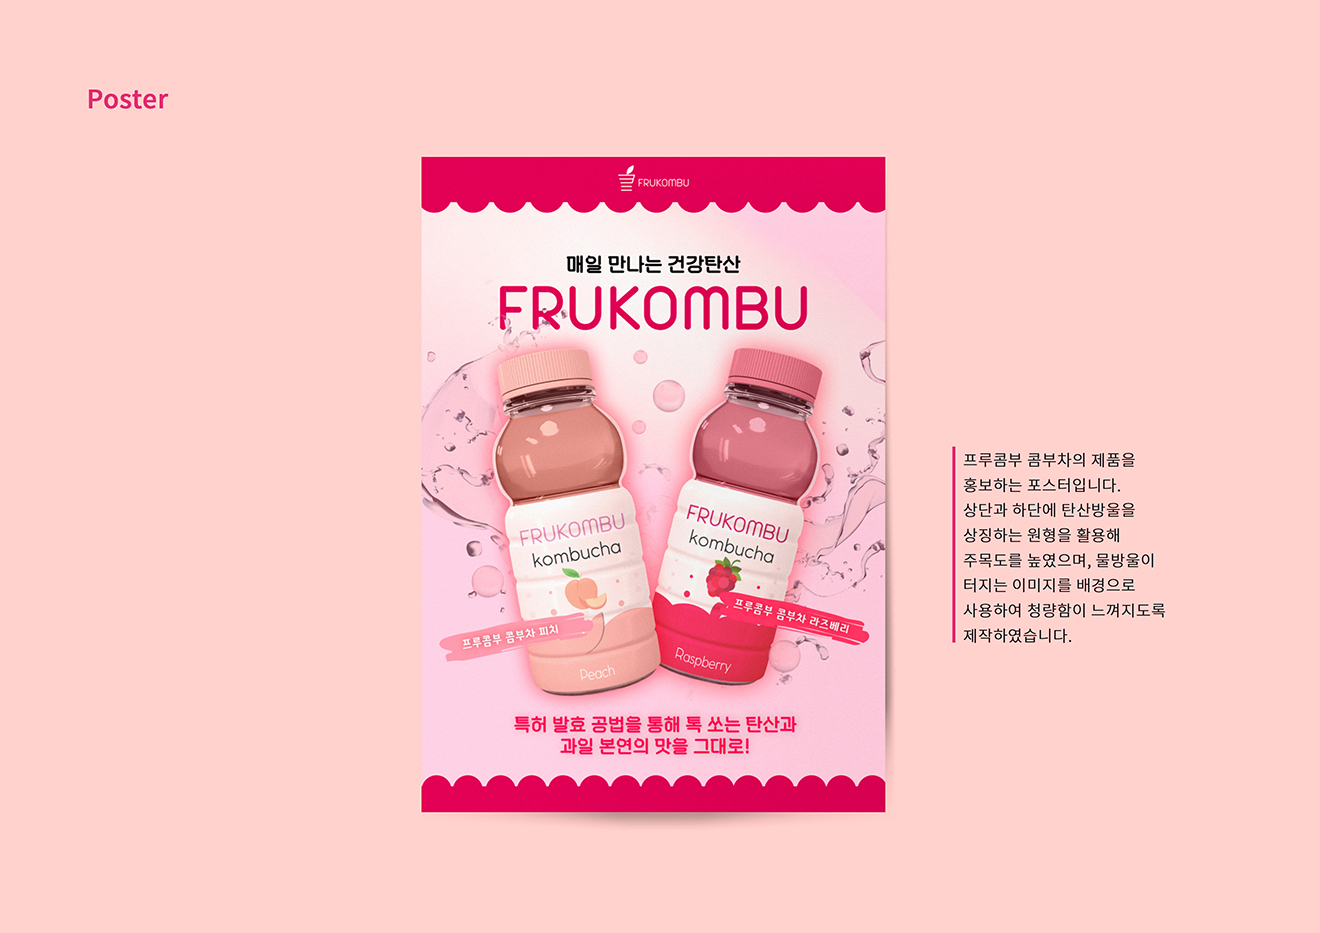 Poster
FRUKOMBU
매일 만나는 건강탄산
FRUKOMBU
FRUKOMBU
kombucha
프루콤부 콤부차 피치
Peach
FRUKOMBU
kombucha
프루콤부 콤부차 라즈베리
Raspberry
특허 발효 공법을 통해 톡 쏘는 탄산과
과일 본연의 맛을 그대로!
프루콤부 콤부차의 제품을
홍보하는 포스터입니다.
상단과 하단에 탄산방울을
상징하는 원형을 활용해
주목도를 높였으며, 물방울이
터지는 이미지를 배경으로
사용하여 청량함이 느껴지도록
제작하였습니다.